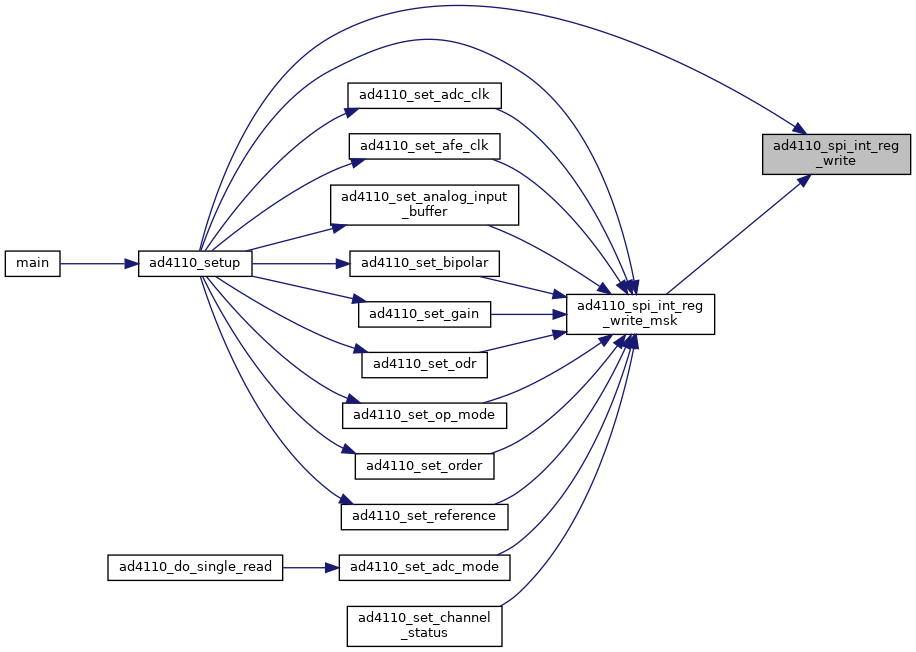 ad4110_set_adc_clk
ad4110_set_afe_clk
ad4110_spi_int_reg
_write
ad4110_set_analog_input
_buffer
main
ad4110_setup
ad4110_set_bipolar
ad4110_set_gain
ad4110_spi_int_reg
_write_msk
ad4110_set_odr
ad4110_set_op_mode
ad4110_set_order
ad4110_set_reference
ad4110_do_single_read
ad4110_set_adc_mode
ad4110_set_channel
_status